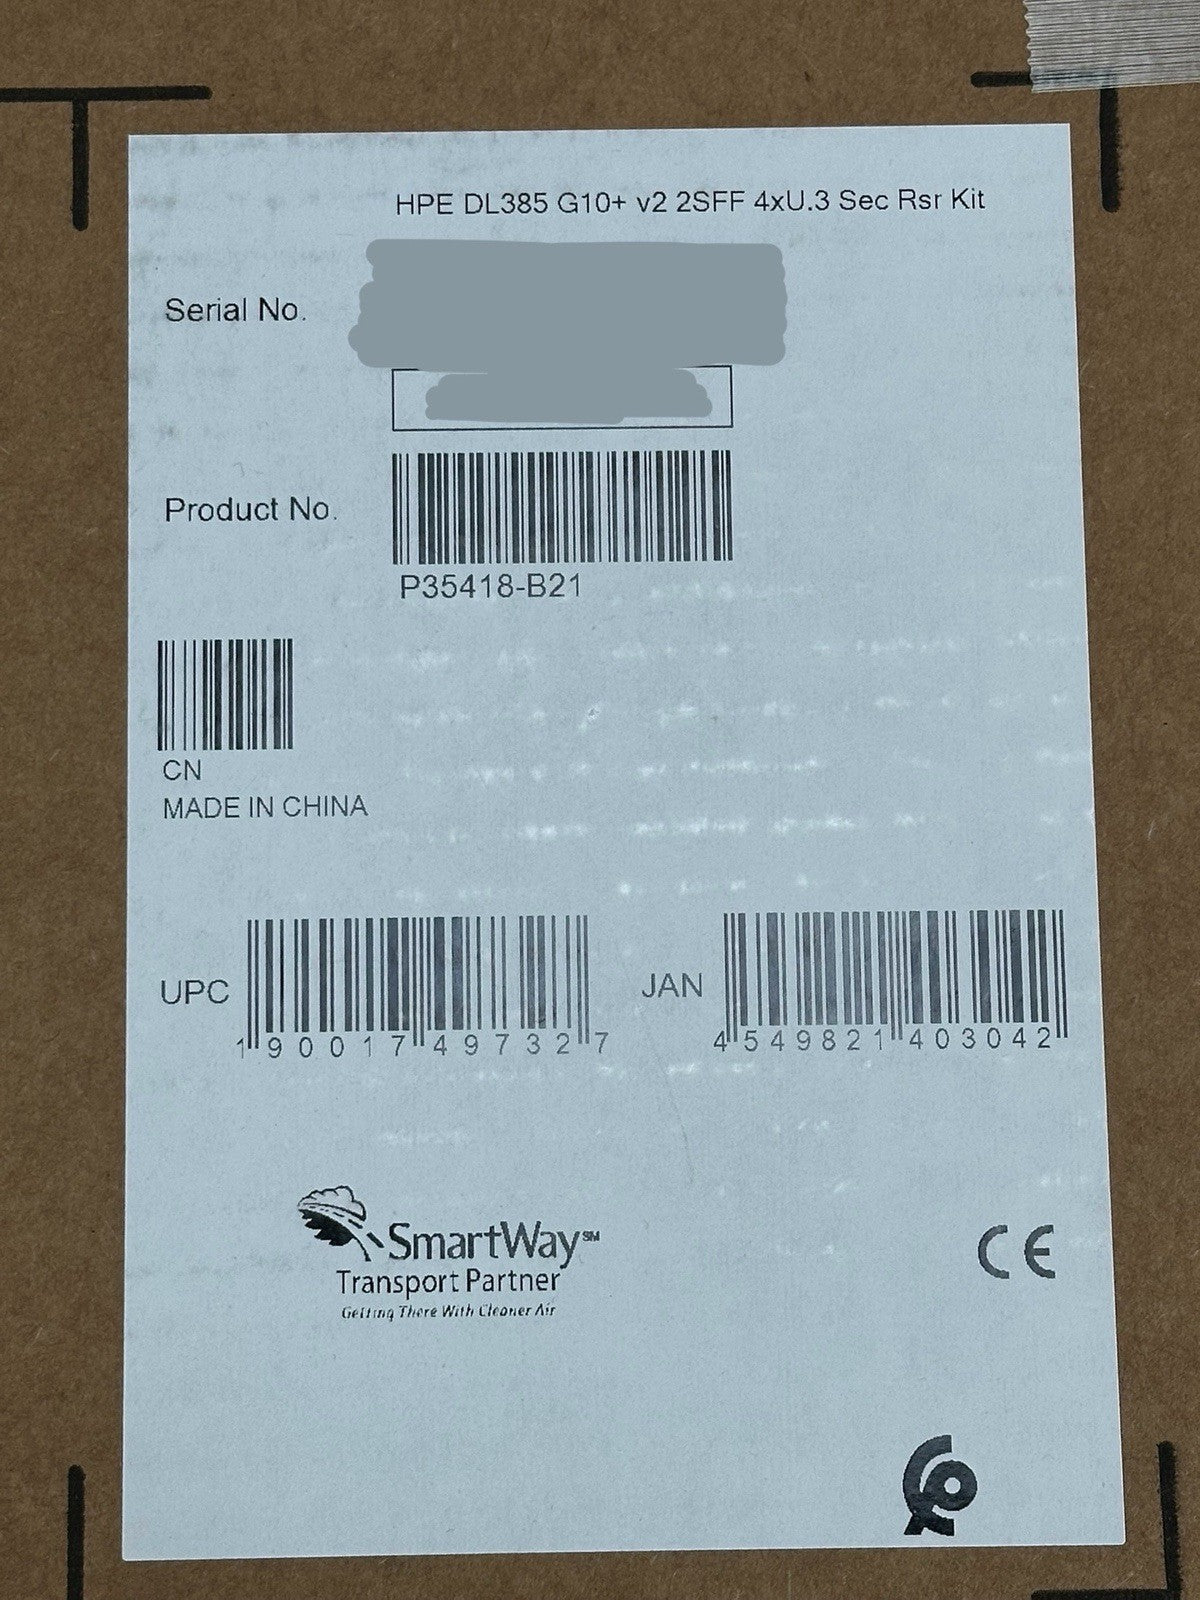 HPE DL385 G10+ v2 2SFF 4xU.3 Sec Rsr Kit
Serial No.
Product No.
P35418-B21
CN
MADE IN CHINA
UPC
1 90017 49732 7
JAN
4 549821 403042
SmartWay℠
Transport Partner
Getting There With Cleaner Air
CE